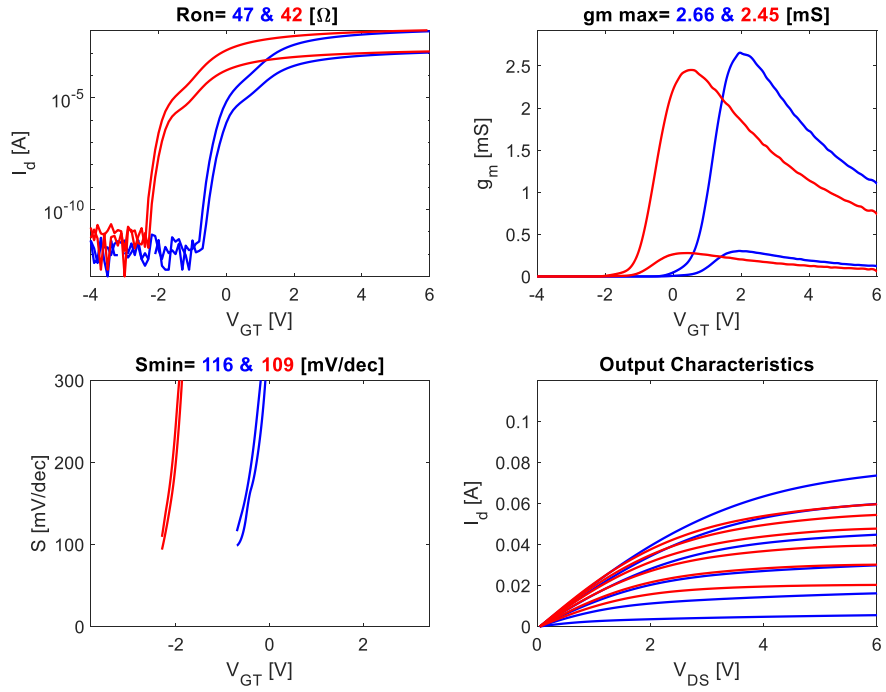 Ron= 47 & 42 [Ω]
I_d [A]
10^-5
10^-10
-4 -2 0 2 4 6
V_GT [V]
gm max= 2.66 & 2.45 [mS]
g_m [mS]
2.5
2
1.5
1
0.5
0
-4 -2 0 2 4 6
V_GT [V]
Smin= 116 & 109 [mV/dec]
S [mV/dec]
300
200
100
0
-2 0 2
V_GT [V]
Output Characteristics
I_d [A]
0.1
0.08
0.06
0.04
0.02
0
0 2 4 6
V_DS [V]